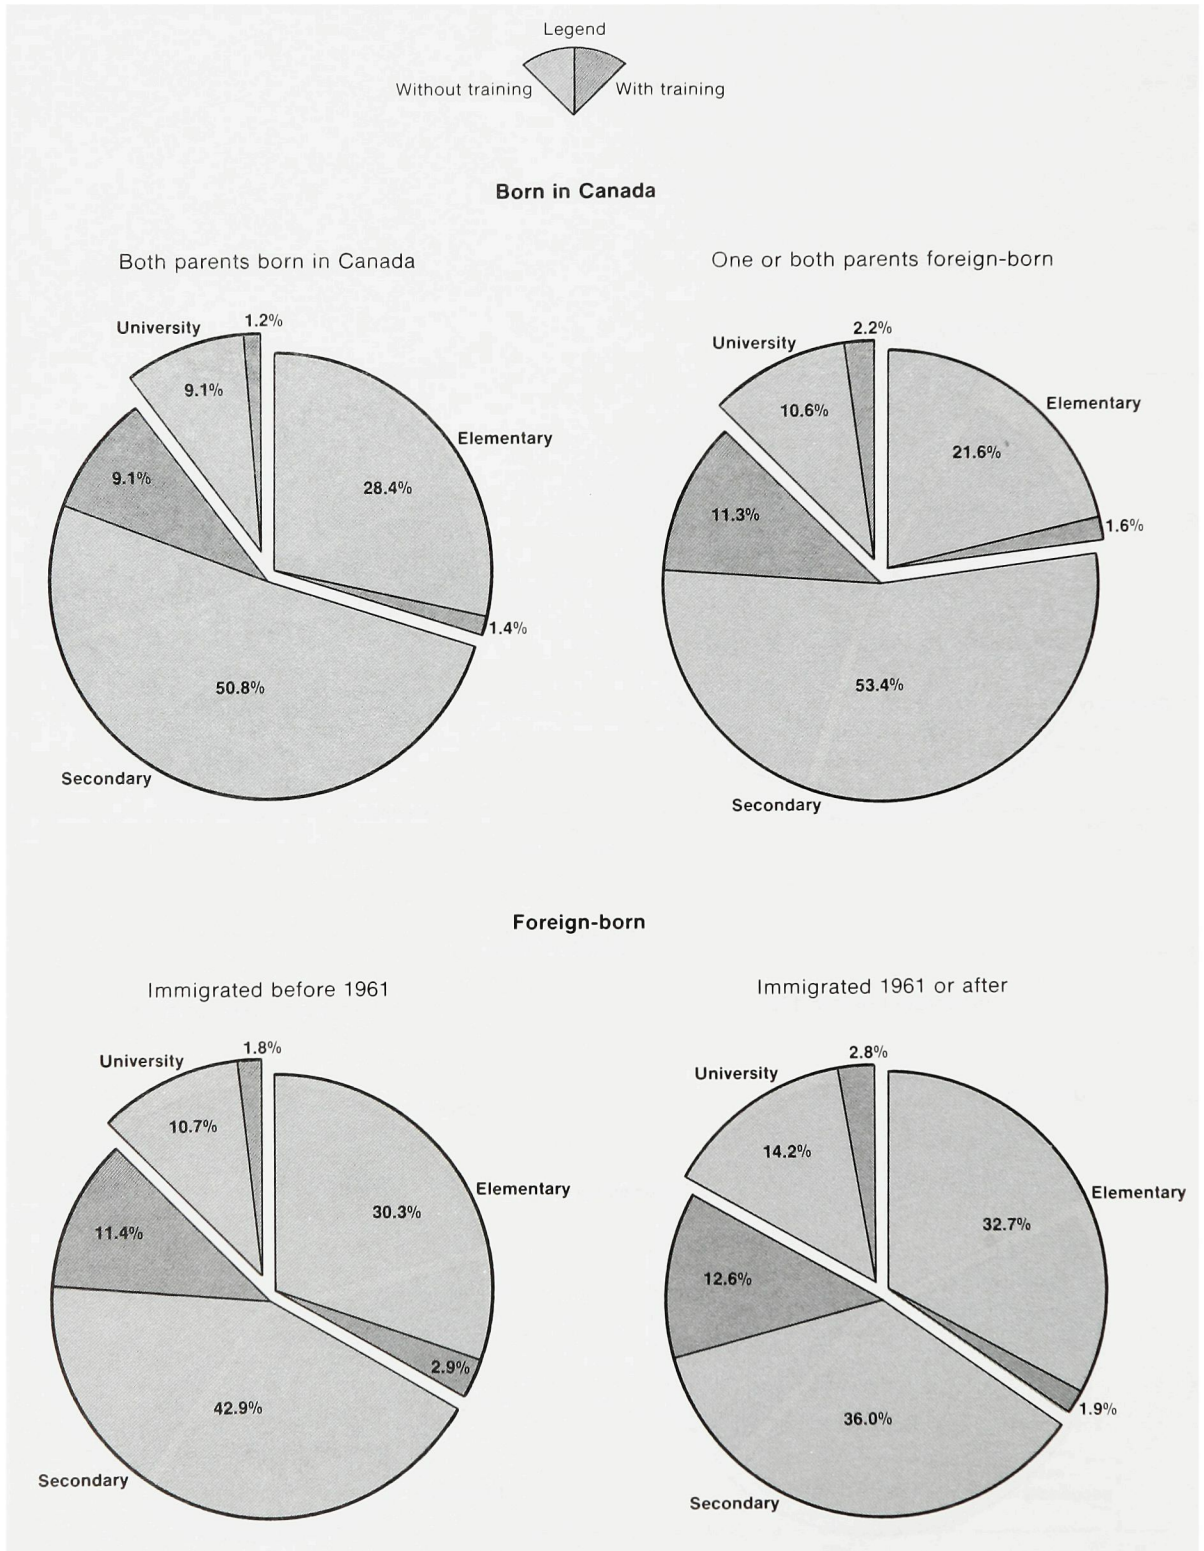 Legend
Without training
With training
Born in Canada
Both parents born in Canada
University
1.2%
9.1%
9.1%
Elementary
28.4%
1.4%
50.8%
Secondary
One or both parents foreign-born
University
2.2%
10.6%
Elementary
21.6%
11.3%
1.6%
53.4%
Secondary
Foreign-born
Immigrated before 1961
University
1.8%
10.7%
Elementary
30.3%
11.4%
2.9%
42.9%
Secondary
Immigrated 1961 or after
University
2.8%
14.2%
Elementary
32.7%
12.6%
1.9%
36.0%
Secondary